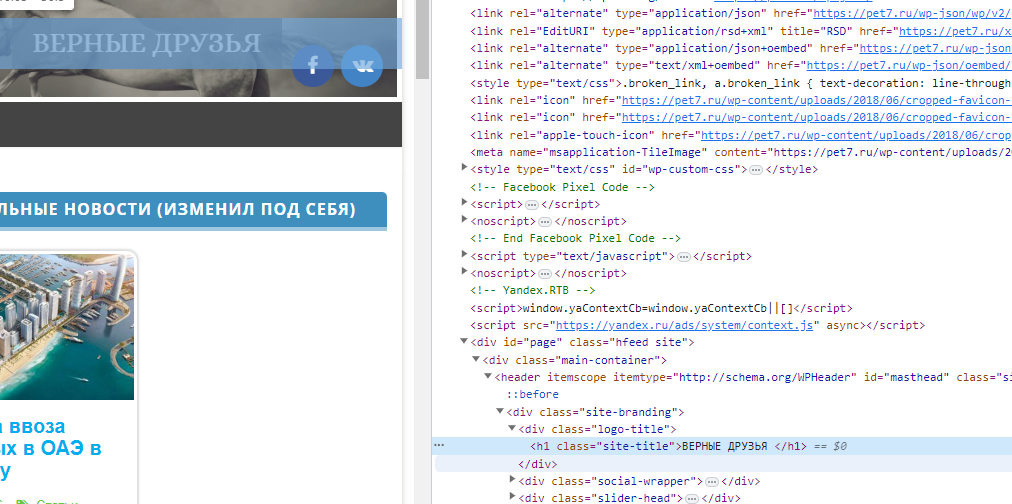 ВЕРНЫЕ ДРУЗЬЯ
f
ЛЬНЫЕ НОВОСТИ (ИЗМЕНИЛ ПОД СЕБЯ)
ввоза
в ОАЭ в
<link rel="alternate" type="application/json" href="https://pet7.ru/wp-json/wp/v2/
<link rel="EditURI" type="application/rsd+xml" title="RSD" href="https://pet7.ru/x
<link rel="alternate" type="application/json+oembed" href="https://pet7.ru/wp-json
<link rel="alternate" type="text/xml+oembed" href="https://pet7.ru/wp-json/oembed/
<style type="text/css">.broken_link, a.broken_link { text-decoration: line-through
<link rel="icon" href="https://pet7.ru/wp-content/uploads/2018/06/cropped-favicon-
<link rel="icon" href="https://pet7.ru/wp-content/uploads/2018/06/cropped-favicon-
<link rel="apple-touch-icon" href="https://pet7.ru/wp-content/uploads/2018/06/crop
<meta name="msapplication-TileImage" content="https://pet7.ru/wp-content/uploads/2
<style type="text/css" id="wp-custom-css">…</style>
<!-- Facebook Pixel Code -->
<script>…</script>
<noscript>…</noscript>
<!-- End Facebook Pixel Code -->
<script type="text/javascript">…</script>
<noscript>…</noscript>
<!-- Yandex.RTB -->
<script>window.yaContextCb=window.yaContextCb||[]</script>
<script src="https://yandex.ru/ads/system/context.js" async></script>
<div id="page" class="hfeed site">
<div class="main-container">
<header itemscope itemtype="http://schema.org/WPHeader" id="masthead" class="si
::before
<div class="site-branding">
<div class="logo-title">
<h1 class="site-title">ВЕРНЫЕ ДРУЗЬЯ </h1> == $0
</div>
<div class="social-wrapper">…</div>
<div class="slider-head">…</div>